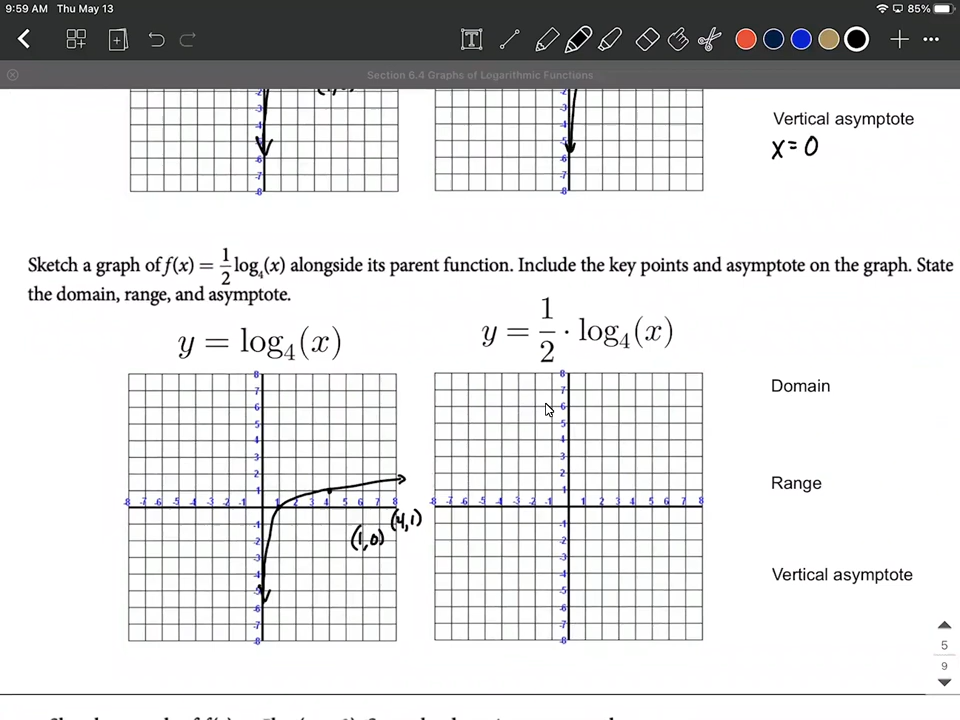 9:59 AM Thu May 13
85%
Section 6.4 Graphs of Logarithmic Functions
Vertical asymptote
x = 0
Sketch a graph of f(x) = 1/2 log₄(x) alongside its parent function. Include the key points and asymptote on the graph. State
the domain, range, and asymptote.
y = log₄(x)
y = 1/2 · log₄(x)
Domain
Range
Vertical asymptote
(4,1)
(1,0)
5
9